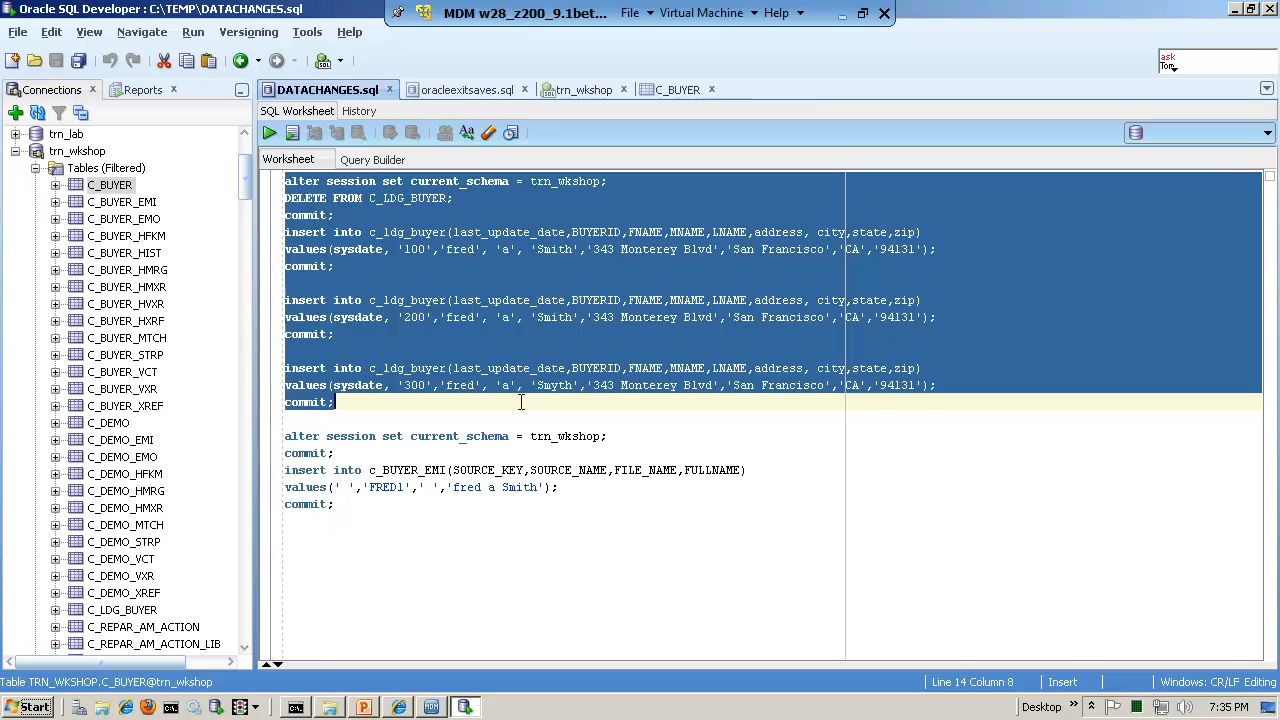 Oracle SQL Developer : C:\TEMP\DATACHANGES.sql
MDM w28_z200_9.1bet... File Virtual Machine Help
File Edit View Navigate Run Versioning Tools Help
ask
Tom
Connections Reports
DATACHANGES.sql oracleexitsaves.sql trn_wkshop C_BUYER
SQL Worksheet History
Worksheet Query Builder
trn_lab
trn_wkshop
Tables (Filtered)
C_BUYER
C_BUYER_EMI
C_BUYER_EMO
C_BUYER_HFKM
C_BUYER_HIST
C_BUYER_HMRG
C_BUYER_HMXR
C_BUYER_HVXR
C_BUYER_HXRF
C_BUYER_MTCH
C_BUYER_STRP
C_BUYER_VCT
C_BUYER_VXR
C_BUYER_XREF
C_DEMO
C_DEMO_EMI
C_DEMO_EMO
C_DEMO_HFKM
C_DEMO_HMRG
C_DEMO_HMXR
C_DEMO_MTCH
C_DEMO_STRP
C_DEMO_VCT
C_DEMO_VXR
C_DEMO_XREF
C_LDG_BUYER
C_REPAR_AM_ACTION
C_REPAR_AM_ACTION_LIB
alter session set current_schema = trn_wkshop;
DELETE FROM C_LDG_BUYER;
commit;
insert into c_ldg_buyer(last_update_date,BUYERID,FNAME,MNAME,LNAME,address, city,state,zip)
values(sysdate, '100','fred', 'a', 'Smith','343 Monterey Blvd','San Francisco','CA','94131');
commit;
insert into c_ldg_buyer(last_update_date,BUYERID,FNAME,MNAME,LNAME,address, city,state,zip)
values(sysdate, '200','fred', 'a', 'Smith','343 Monterey Blvd','San Francisco','CA','94131');
commit;
insert into c_ldg_buyer(last_update_date,BUYERID,FNAME,MNAME,LNAME,address, city,state,zip)
values(sysdate, '300','fred', 'a', 'Smyth','343 Monterey Blvd','San Francisco','CA','94131');
commit;
alter session set current_schema = trn_wkshop;
commit;
insert into c_BUYER_EMI(SOURCE_KEY,SOURCE_NAME,FILE_NAME,FULLNAME)
values(' ','FRED1',' ','fred a Smith');
commit;
Table TRN_WKSHOP.C_BUYER@trn_wkshop Line 14 Column 8 Insert Windows: CR/LF Editing
Start Desktop 7:35 PM